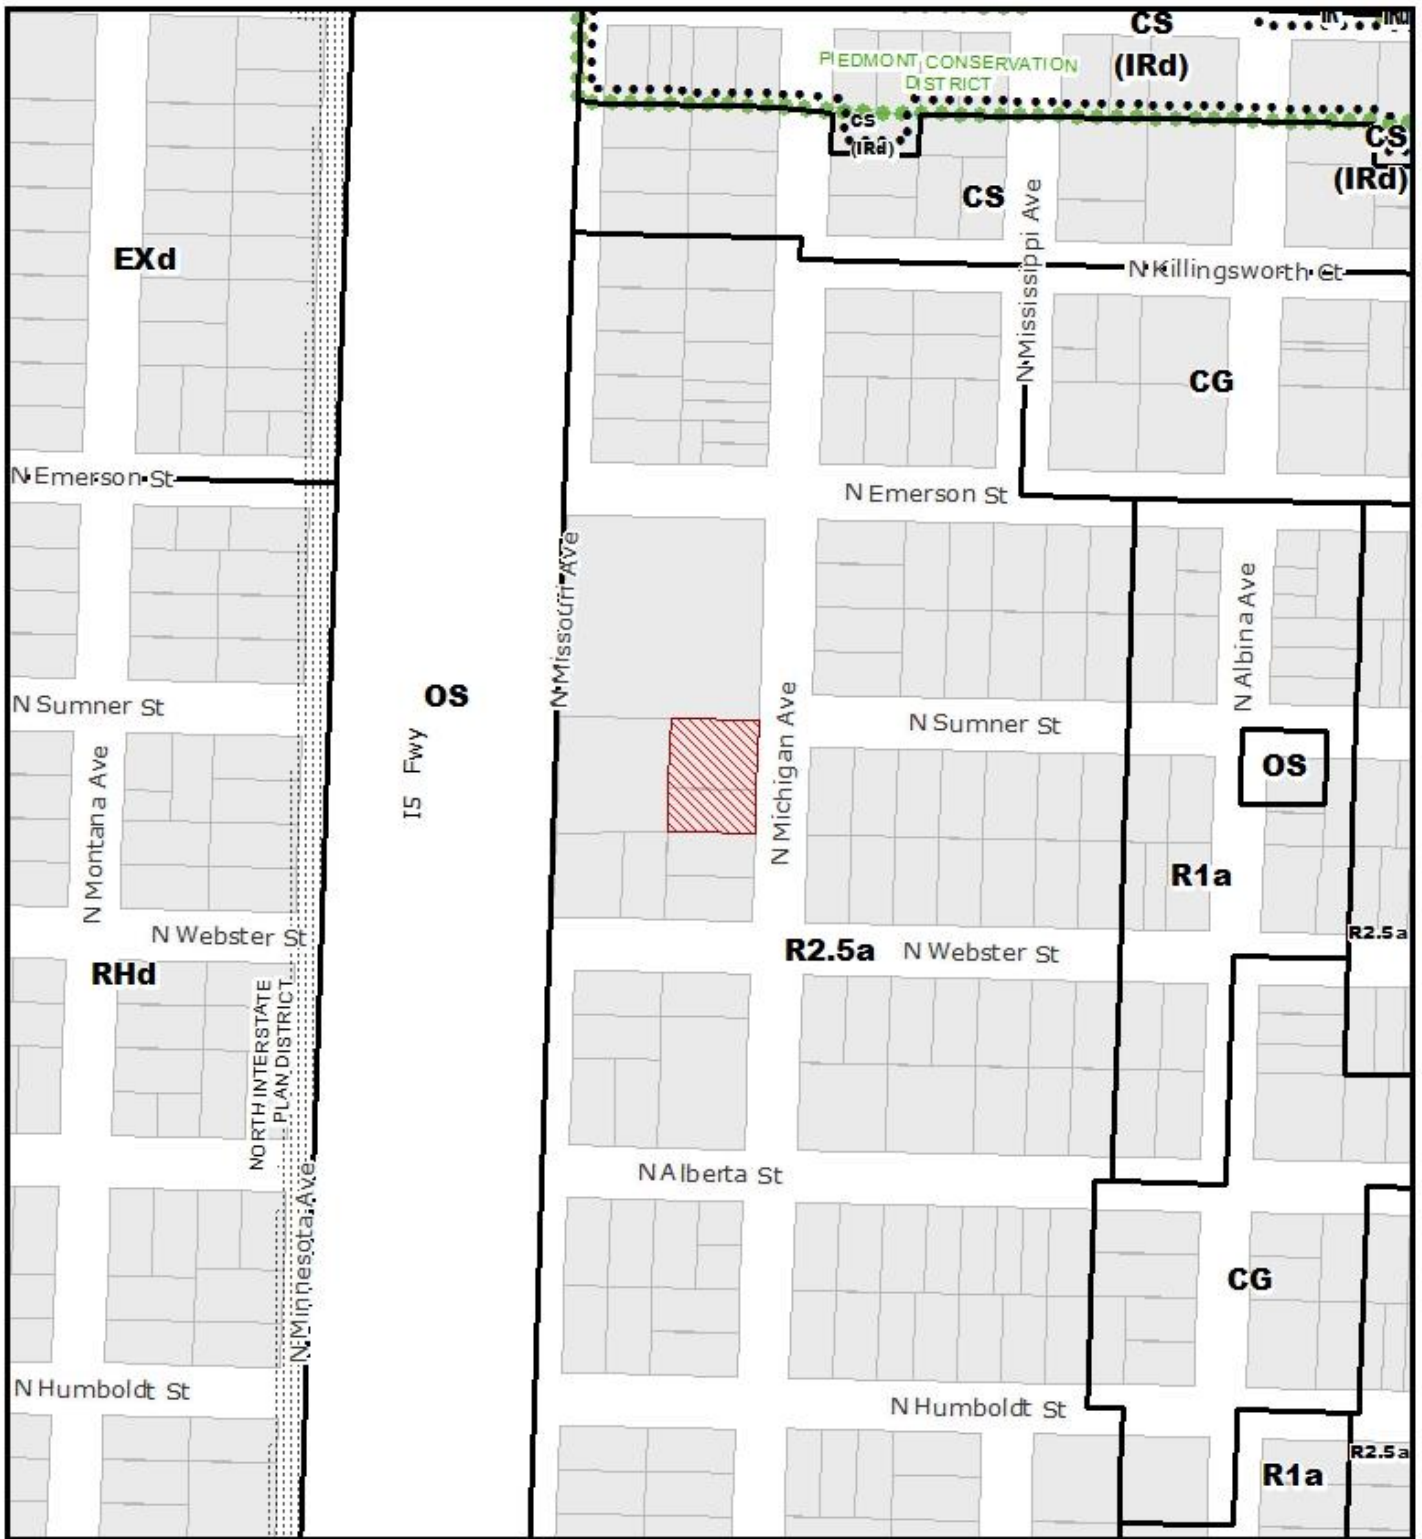 CS
(IRd)
PIEDMONT CONSERVATION
DISTRICT
CS
(IRd)
CS
(IRd)
CS
N Mississippi Ave
EXd
N Killingsworth Ct
CG
N Emerson St
N Emerson St
N Missouri Ave
N Albina Ave
OS
N Sumner St
N Sumner St
I5 Fwy
N Michigan Ave
N Montana Ave
OS
R1a
N Webster St
R2.5a
N Webster St
R2.5a
RHd
NORTH INTERSTATE
PLAN DISTRICT
N Alberta St
N Minnesota Ave
CG
N Humboldt St
N Humboldt St
R1a
R2.5a